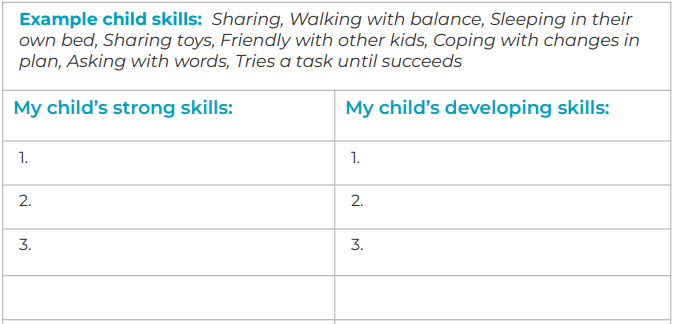 Example child skills: Sharing, Walking with balance, Sleeping in their
own bed, Sharing toys, Friendly with other kids, Coping with changes in
plan, Asking with words, Tries a task until succeeds
My child’s strong skills:
My child’s developing skills:
1.
1.
2.
2.
3.
3.